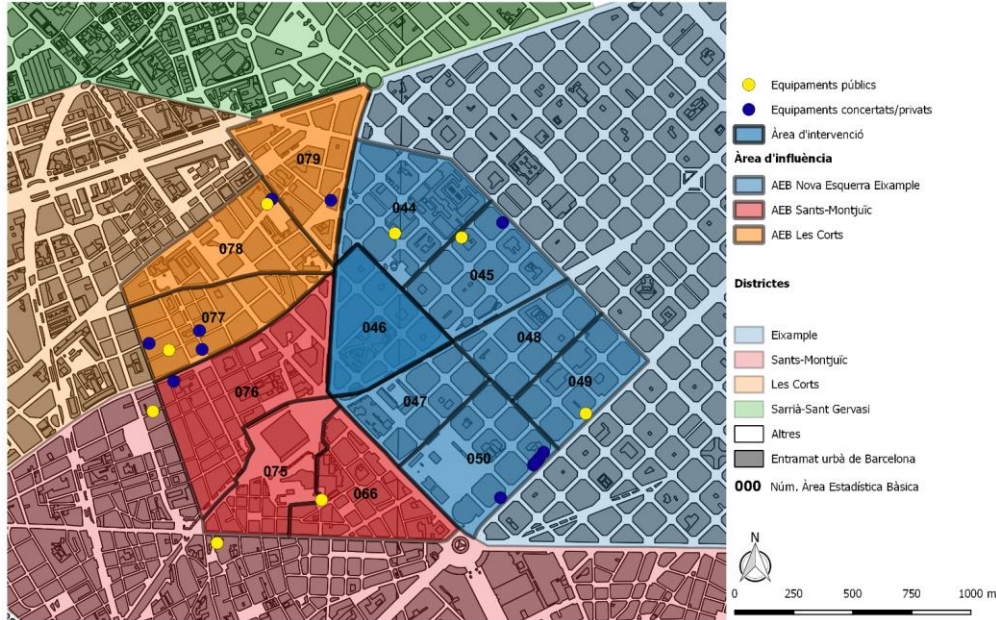 079
044
078
045
077
046
048
076
047
049
050
075
066
Equipaments públics
Equipaments concertats/privats
Àrea d'intervenció
Àrea d'influència
AEB Nova Esquerra Eixample
AEB Sants-Montjuïc
AEB Les Corts
Districtes
Eixample
Sants-Montjuïc
Les Corts
Sarrià-Sant Gervasi
Altres
Entramat urbà de Barcelona
000 Núm. Àrea Estadística Bàsica
N
0 250 500 750 1000 m